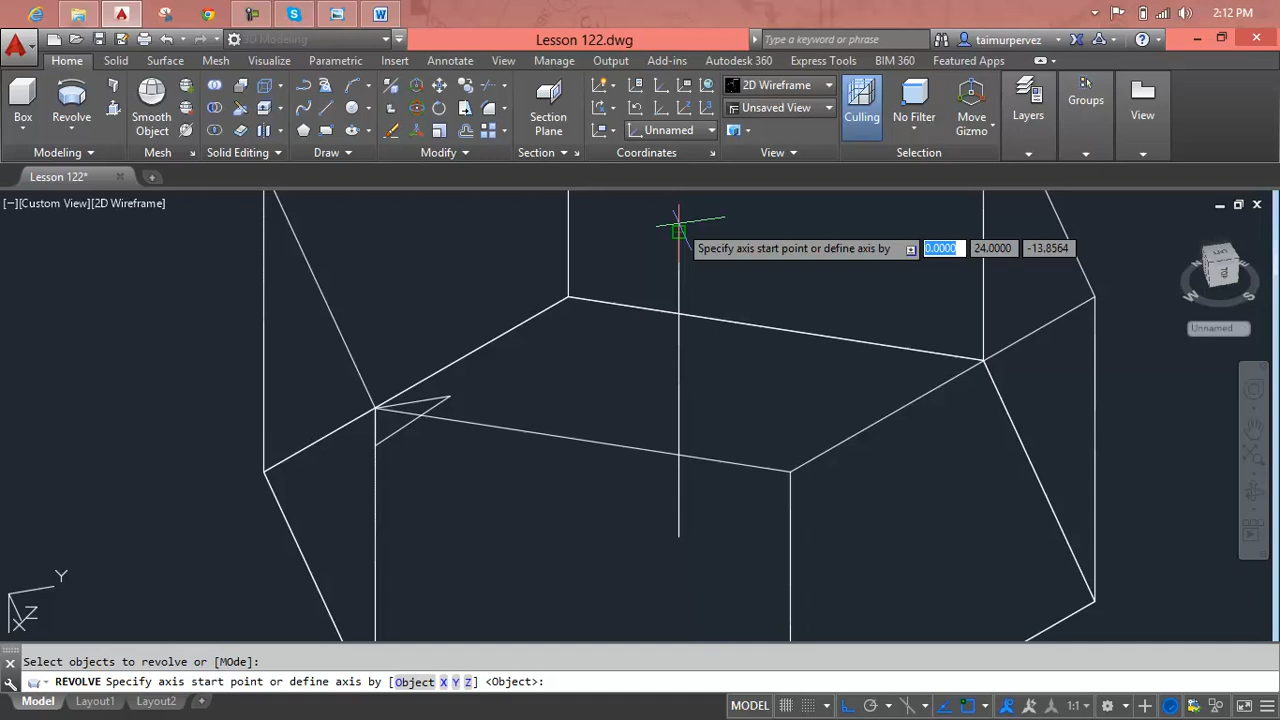 2:12 PM
3D Modeling
Lesson 122.dwg
Type a keyword or phrase
taimurpervez
Home Solid Surface Mesh Visualize Parametric Insert Annotate View Manage Output Add-ins Autodesk 360 Express Tools BIM 360 Featured Apps
2D Wireframe
Unsaved View
Unnamed
Box Revolve Smooth Object Section Plane Culling No Filter Move Gizmo Layers Groups View
Modeling Mesh Solid Editing Draw Modify Section Coordinates View Selection
Lesson 122*
[−][Custom View][2D Wireframe]
Specify axis start point or define axis by 0.0000 24.0000 -13.8564
W S
Unnamed
Y
Z
X
Select objects to revolve or [MOde]:
REVOLVE Specify axis start point or define axis by [Object X Y Z] <Object>:
Model Layout1 Layout2 +
MODEL 1:1